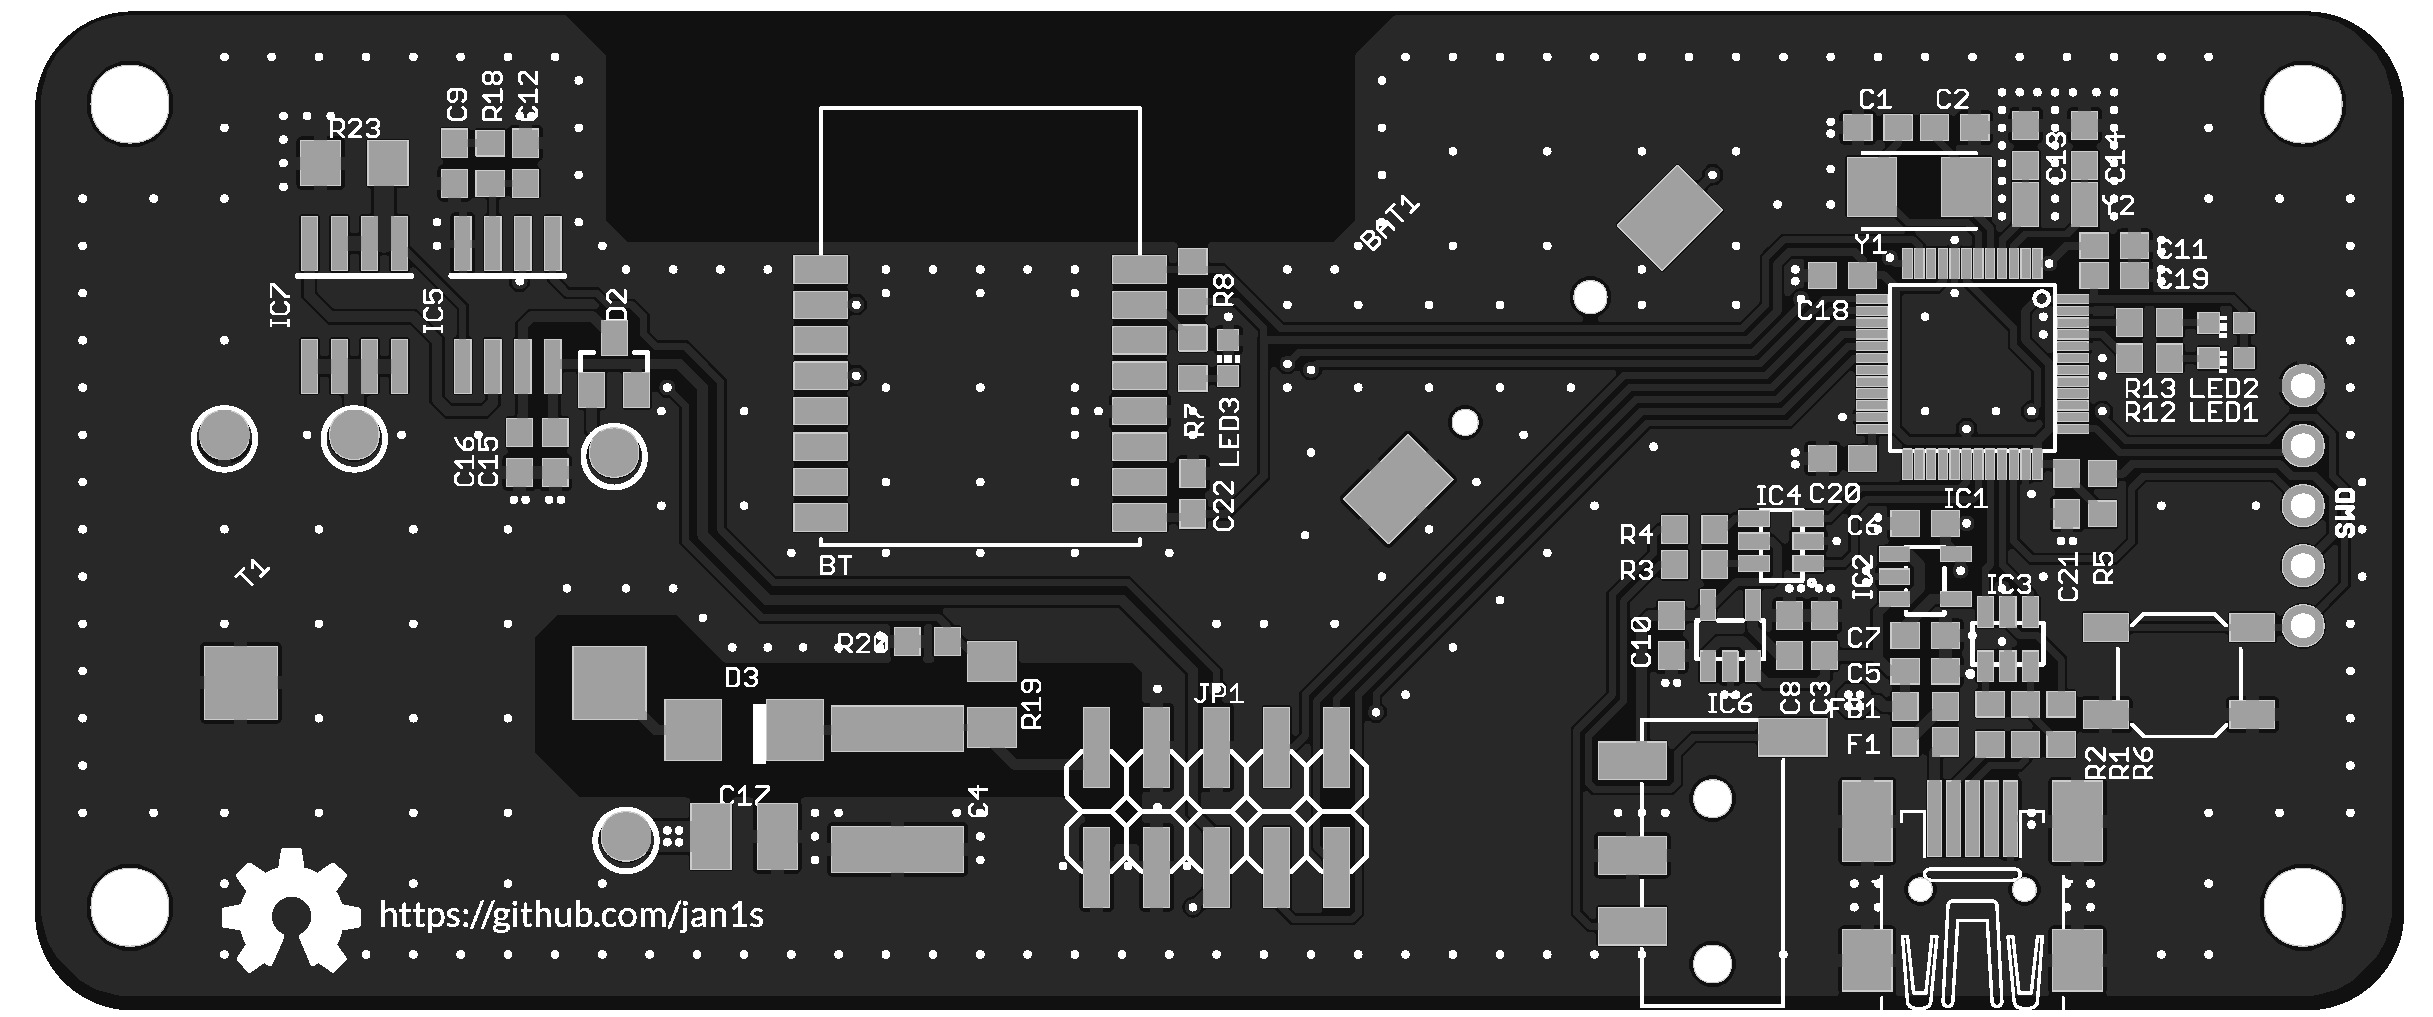 C9
R18
C12
R23
C1
C2
C13
C14
Y2
BAT1
Y1
C11
C19
IC7
IC5
D2
R8
C18
R13 LED2
R12 LED1
R7
LED3
C16
C15
C22
IC4
C20
IC1
SWD
R4
C6
R3
IC2
IC3
C21
R5
BT
T1
R20
C10
C7
C5
D3
R19
JP1
IC6
C8
C3
FB1
F1
R2
R1
R6
C17
C4
https://github.com/jan1s